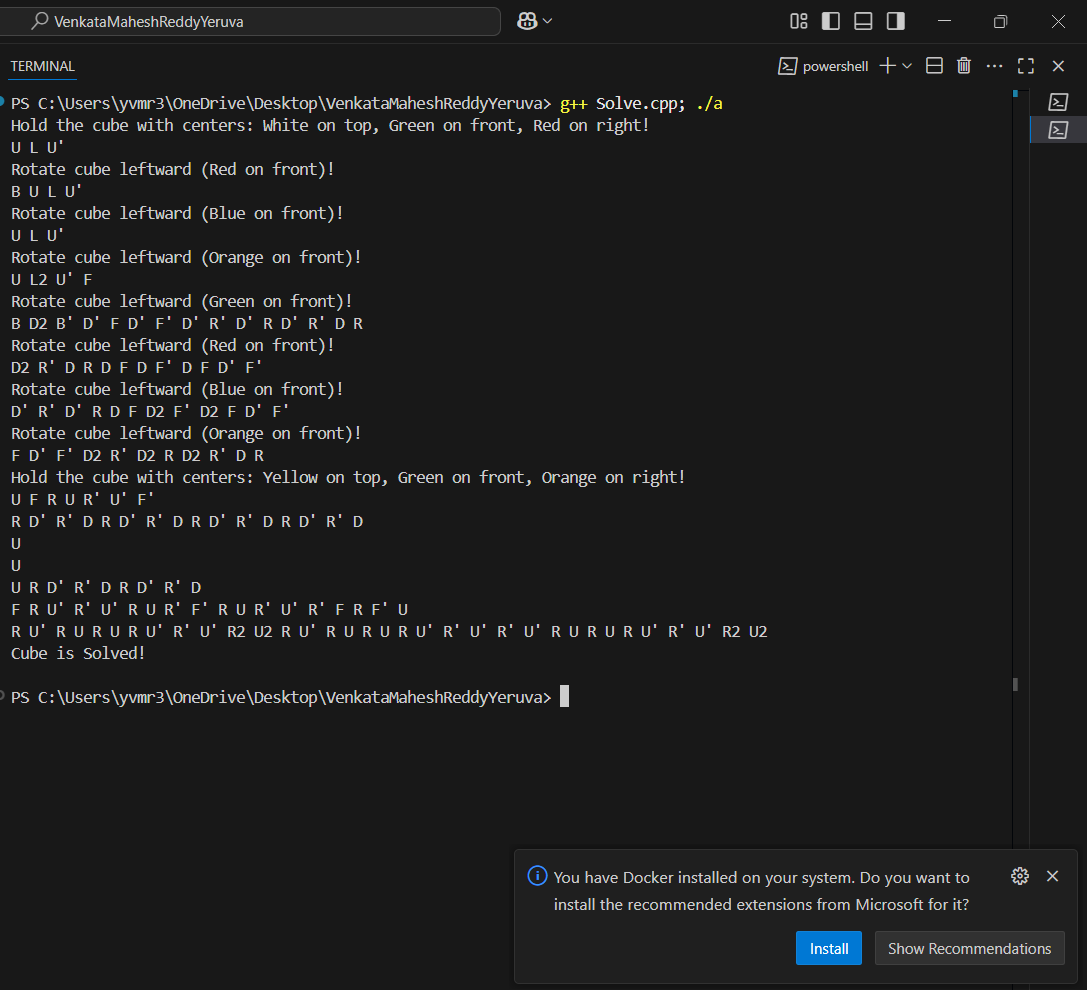 VenkataMaheshReddyYeruva
TERMINAL
powershell
PS C:\Users\yvmr3\OneDrive\Desktop\VenkataMaheshReddyYeruva> g++ Solve.cpp; ./a
Hold the cube with centers: White on top, Green on front, Red on right!
U L U'
Rotate cube leftward (Red on front)!
B U L U'
Rotate cube leftward (Blue on front)!
U L U'
Rotate cube leftward (Orange on front)!
U L2 U' F
Rotate cube leftward (Green on front)!
B D2 B' D' F D' F' D' R' D' R D' R' D R
Rotate cube leftward (Red on front)!
D2 R' D R D F D F' D F D' F'
Rotate cube leftward (Blue on front)!
D' R' D' R D F D2 F' D2 F D' F'
Rotate cube leftward (Orange on front)!
F D' F' D2 R' D2 R D2 R' D R
Hold the cube with centers: Yellow on top, Green on front, Orange on right!
U F R U R' U' F'
R D' R' D R D' R' D R D' R' D R D' R' D
U
U
U R D' R' D R D' R' D
F R U' R' U' R U R' F' R U R' U' R' F R F' U
R U' R U R U R U' R' U' R2 U2 R U' R U R U R U' R' U' R' U' R U R U R U' R' U' R2 U2
Cube is Solved!
PS C:\Users\yvmr3\OneDrive\Desktop\VenkataMaheshReddyYeruva>
You have Docker installed on your system. Do you want to
install the recommended extensions from Microsoft for it?
Install
Show Recommendations